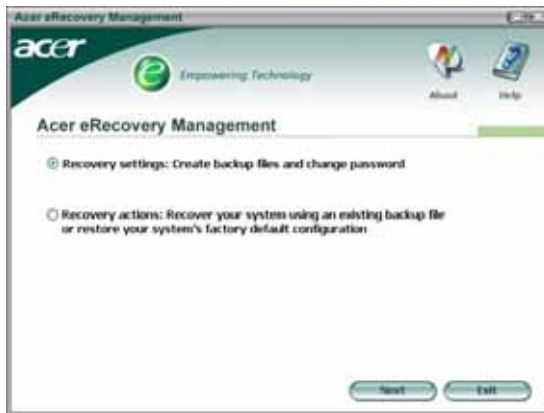 Acer eRecovery Management
acer
e Empowering Technology
About
Help
Acer eRecovery Management
Recovery settings: Create backup files and change password
Recovery actions: Recover your system using an existing backup file
or restore your system's factory default configuration
Next
Exit